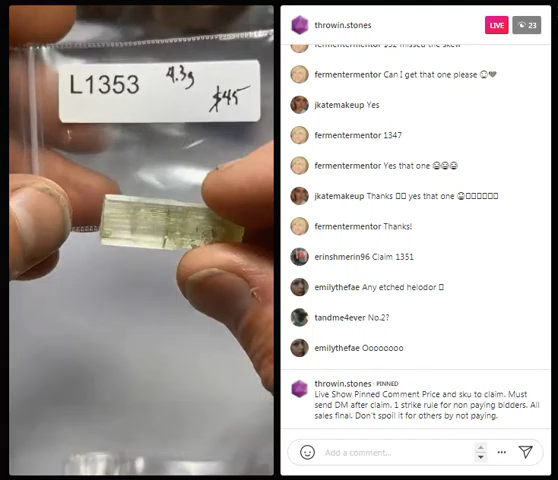 L1353 4.3g
$45
throwin.stones
LIVE 23
fermentermentor Can I get that one please
jkatemakeup Yes
fermentermentor 1347
fermentermentor Yes that one
jkatemakeup Thanks yes that one
fermentermentor Thanks!
erinshmerin96 Claim 1351
emilythefae Any etched heliodor
tandme4ever No.2?
emilythefae Oooooooo
throwin.stones · PINNED
Live Show Pinned Comment Price and sku to claim. Must
send DM after claim. 1 strike rule for non paying bidders. All
sales final. Don't spoil it for others by not paying.
Add a comment...